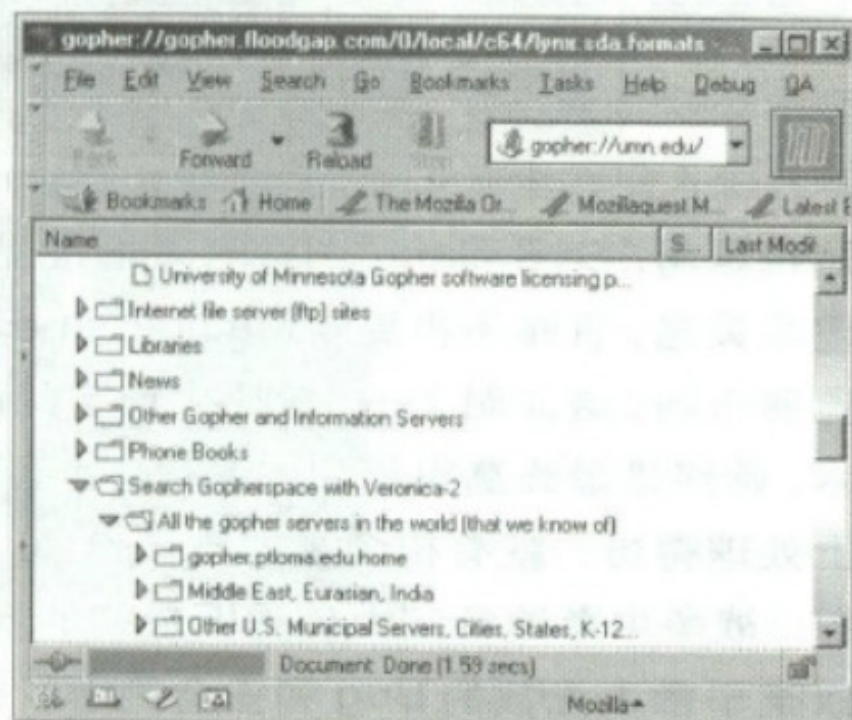 gopher://gopher.floodgap.com/0/local/c64/lynx.sda.formats - ...
File Edit View Search Go Bookmarks Tasks Help Debug QA
Back Forward Reload Stop gopher://umn.edu/
Bookmarks Home The Mozilla Or... Mozillaquest M... Latest B
Name S... Last Modif...
University of Minnesota Gopher software licensing p...
Internet file server (ftp) sites
Libraries
News
Other Gopher and Information Servers
Phone Books
Search Gopherspace with Veronica-2
All the gopher servers in the world (that we know of)
gopher.ptloma.edu home
Middle East, Eurasian, India
Other U.S. Municipal Servers, Cities, States, K-12...
Document: Done (1.59 secs)
Mozilla